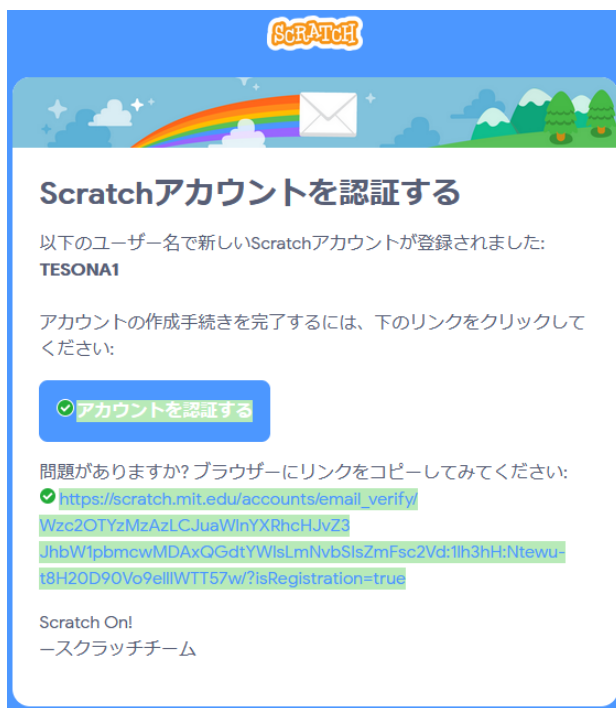 SCRATCH
Scratchアカウントを認証する
以下のユーザー名で新しいScratchアカウントが登録されました:
TESONA1
アカウントの作成手続きを完了するには、下のリンクをクリックして
ください:
アカウントを認証する
問題がありますか? ブラウザーにリンクをコピーしてみてください:
https://scratch.mit.edu/accounts/email_verify/
Wzc2OTYzMzAzLCJuaWlnYXRhcHJvZ3
JhbW1pbmcwMDAxQGdtYWlsLmNvbSIsZmFsc2Vd:1lh3hH:Ntewu-
t8H20D90Vo9elIlWTT57w/?isRegistration=true
Scratch On!
—スクラッチチーム